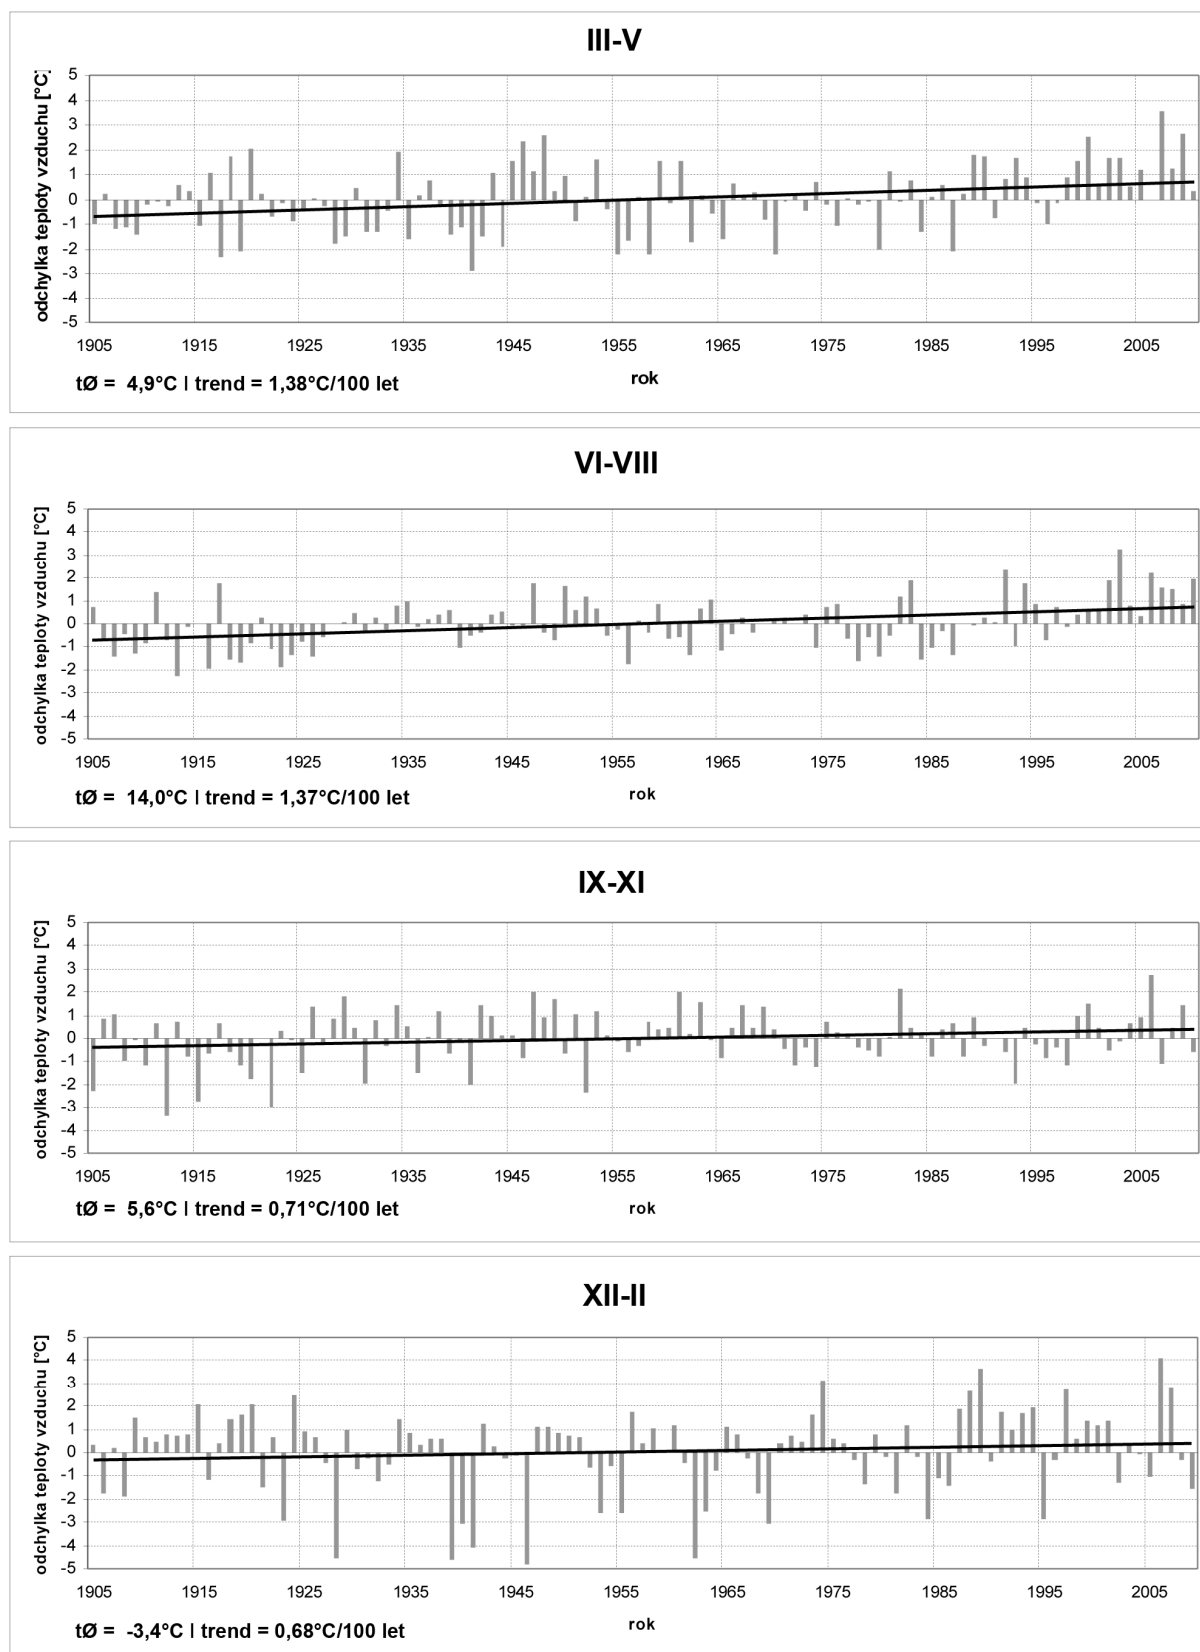 III-V
odchylka teploty vzduchu [°C]
5
4
3
2
1
0
-1
-2
-3
-4
-5
1905 1915 1925 1935 1945 1955 1965 1975 1985 1995 2005
rok
tØ = 4,9°C | trend = 1,38°C/100 let
VI-VIII
odchylka teploty vzduchu [°C]
5
4
3
2
1
0
-1
-2
-3
-4
-5
1905 1915 1925 1935 1945 1955 1965 1975 1985 1995 2005
rok
tØ = 14,0°C | trend = 1,37°C/100 let
IX-XI
odchylka teploty vzduchu [°C]
5
4
3
2
1
0
-1
-2
-3
-4
-5
1905 1915 1925 1935 1945 1955 1965 1975 1985 1995 2005
rok
tØ = 5,6°C | trend = 0,71°C/100 let
XII-II
odchylka teploty vzduchu [°C]
5
4
3
2
1
0
-1
-2
-3
-4
-5
1905 1915 1925 1935 1945 1955 1965 1975 1985 1995 2005
rok
tØ = -3,4°C | trend = 0,68°C/100 let